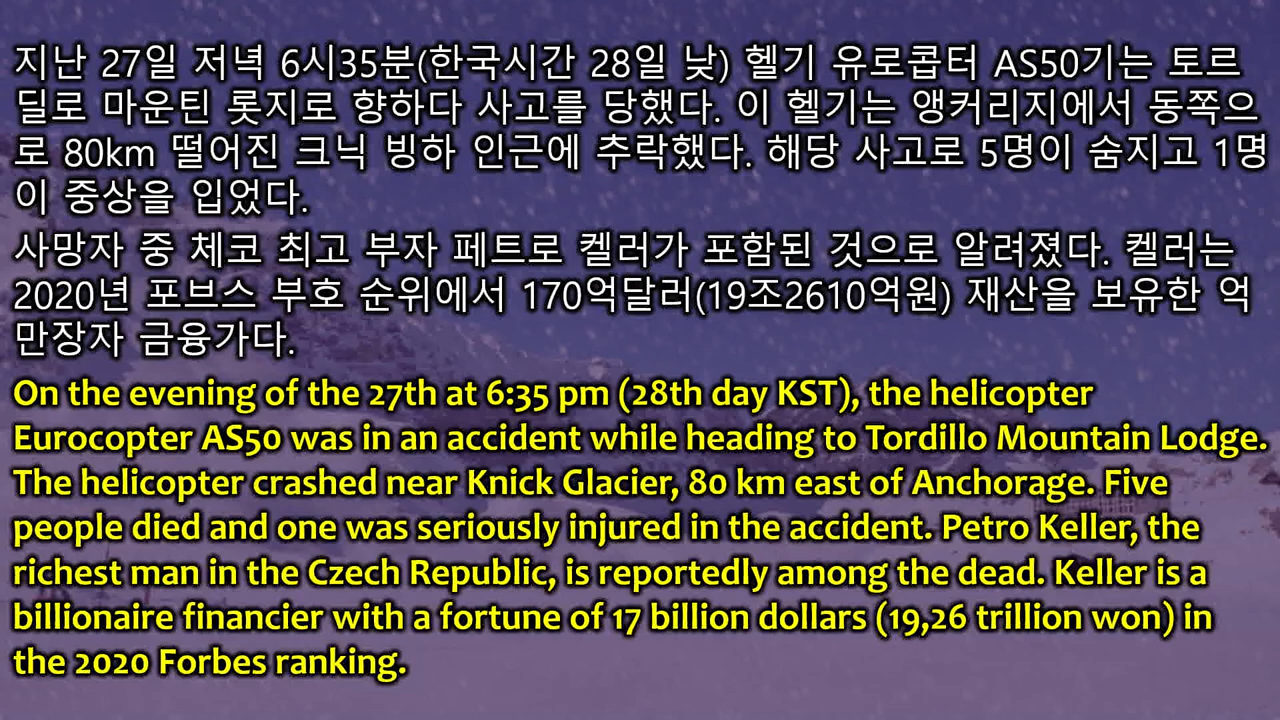 지난 27일 저녁 6시35분(한국시간 28일 낮) 헬기 유로콥터 AS50기는 토르
딜로 마운틴 롯지로 향하다 사고를 당했다. 이 헬기는 앵커리지에서 동쪽으
로 80km 떨어진 크닉 빙하 인근에 추락했다. 해당 사고로 5명이 숨지고 1명
이 중상을 입었다.
사망자 중 체코 최고 부자 페트로 켈러가 포함된 것으로 알려졌다. 켈러는
2020년 포브스 부호 순위에서 170억달러(19조2610억원) 재산을 보유한 억
만장자 금융가다.
On the evening of the 27th at 6:35 pm (28th day KST), the helicopter
Eurocopter AS50 was in an accident while heading to Tordillo Mountain Lodge.
The helicopter crashed near Knick Glacier, 80 km east of Anchorage. Five
people died and one was seriously injured in the accident. Petro Keller, the
richest man in the Czech Republic, is reportedly among the dead. Keller is a
billionaire financier with a fortune of 17 billion dollars (19,26 trillion won) in
the 2020 Forbes ranking.